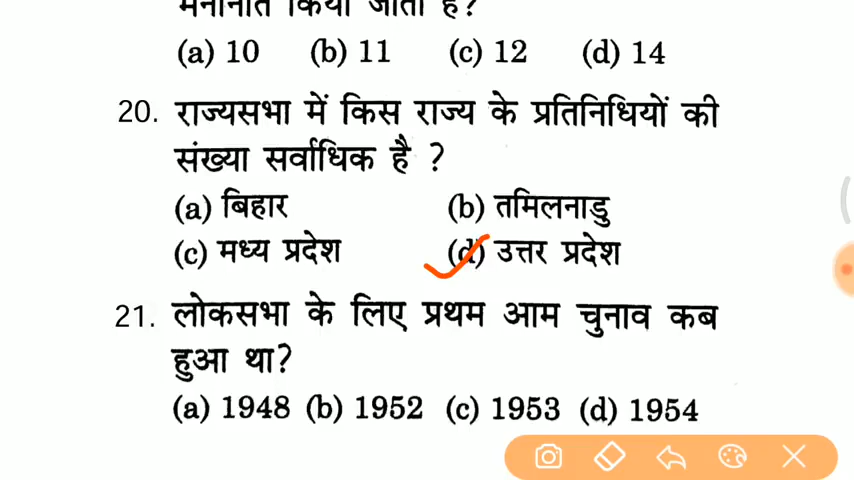 मनोनीत किया जाता है?
(a) 10 (b) 11 (c) 12 (d) 14
20. राज्यसभा में किस राज्य के प्रतिनिधियों की
संख्या सर्वाधिक है ?
(a) बिहार (b) तमिलनाडु
(c) मध्य प्रदेश (d) उत्तर प्रदेश
21. लोकसभा के लिए प्रथम आम चुनाव कब
हुआ था?
(a) 1948 (b) 1952 (c) 1953 (d) 1954